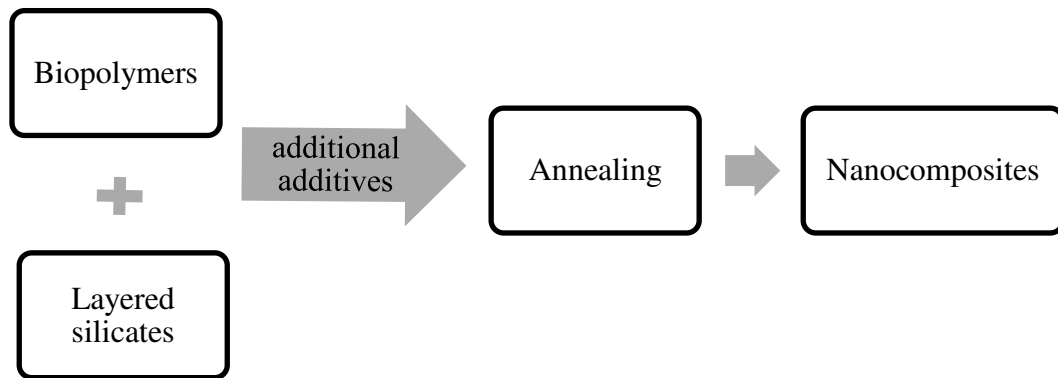 Biopolymers
additional
additives
Annealing
Nanocomposites
Layered
silicates